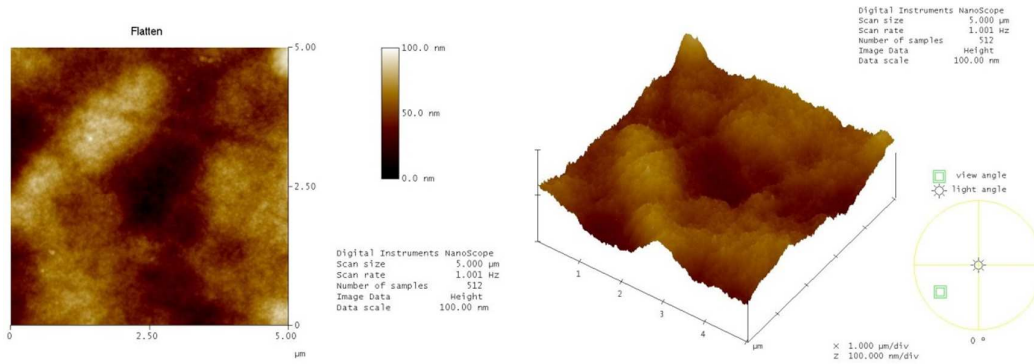 Flatten
5.00
2.50
0
0
2.50
5.00
µm
100.0 nm
50.0 nm
0.0 nm
Digital Instruments NanoScope
Scan size 5.000 µm
Scan rate 1.001 Hz
Number of samples 512
Image Data Height
Data scale 100.00 nm
Digital Instruments NanoScope
Scan size 5.000 µm
Scan rate 1.001 Hz
Number of samples 512
Image Data Height
Data scale 100.00 nm
1
2
3
4
µm
view angle
light angle
X 1.000 µm/div
Z 100.000 nm/div
0 °